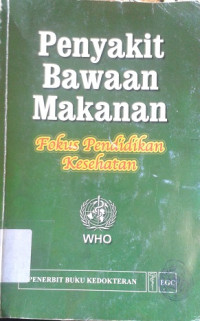 Penyakit
Bawaan
Makanan
Fokus Pendidikan
Kesehatan
WHO
PENERBIT BUKU KEDOKTERAN
EGC